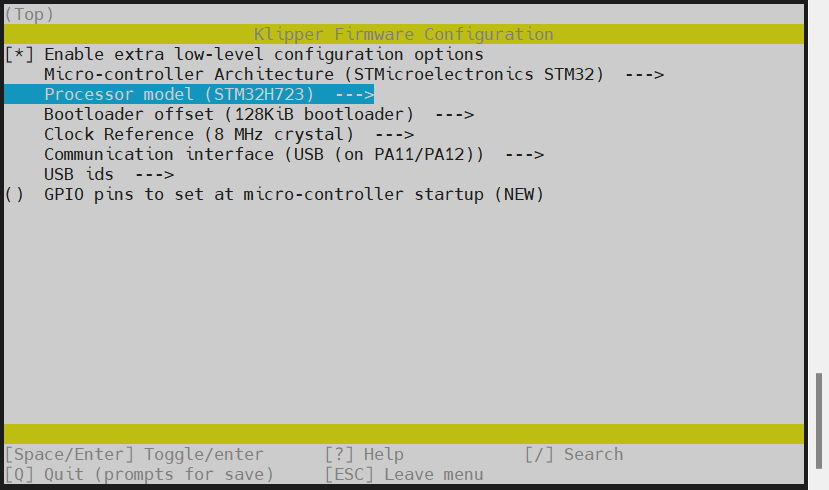 (Top)
Klipper Firmware Configuration
[*] Enable extra low-level configuration options
Micro-controller Architecture (STMicroelectronics STM32) --->
Processor model (STM32H723) --->
Bootloader offset (128KiB bootloader) --->
Clock Reference (8 MHz crystal) --->
Communication interface (USB (on PA11/PA12)) --->
USB ids --->
() GPIO pins to set at micro-controller startup (NEW)
[Space/Enter] Toggle/enter [?] Help [/] Search
[Q] Quit (prompts for save) [ESC] Leave menu